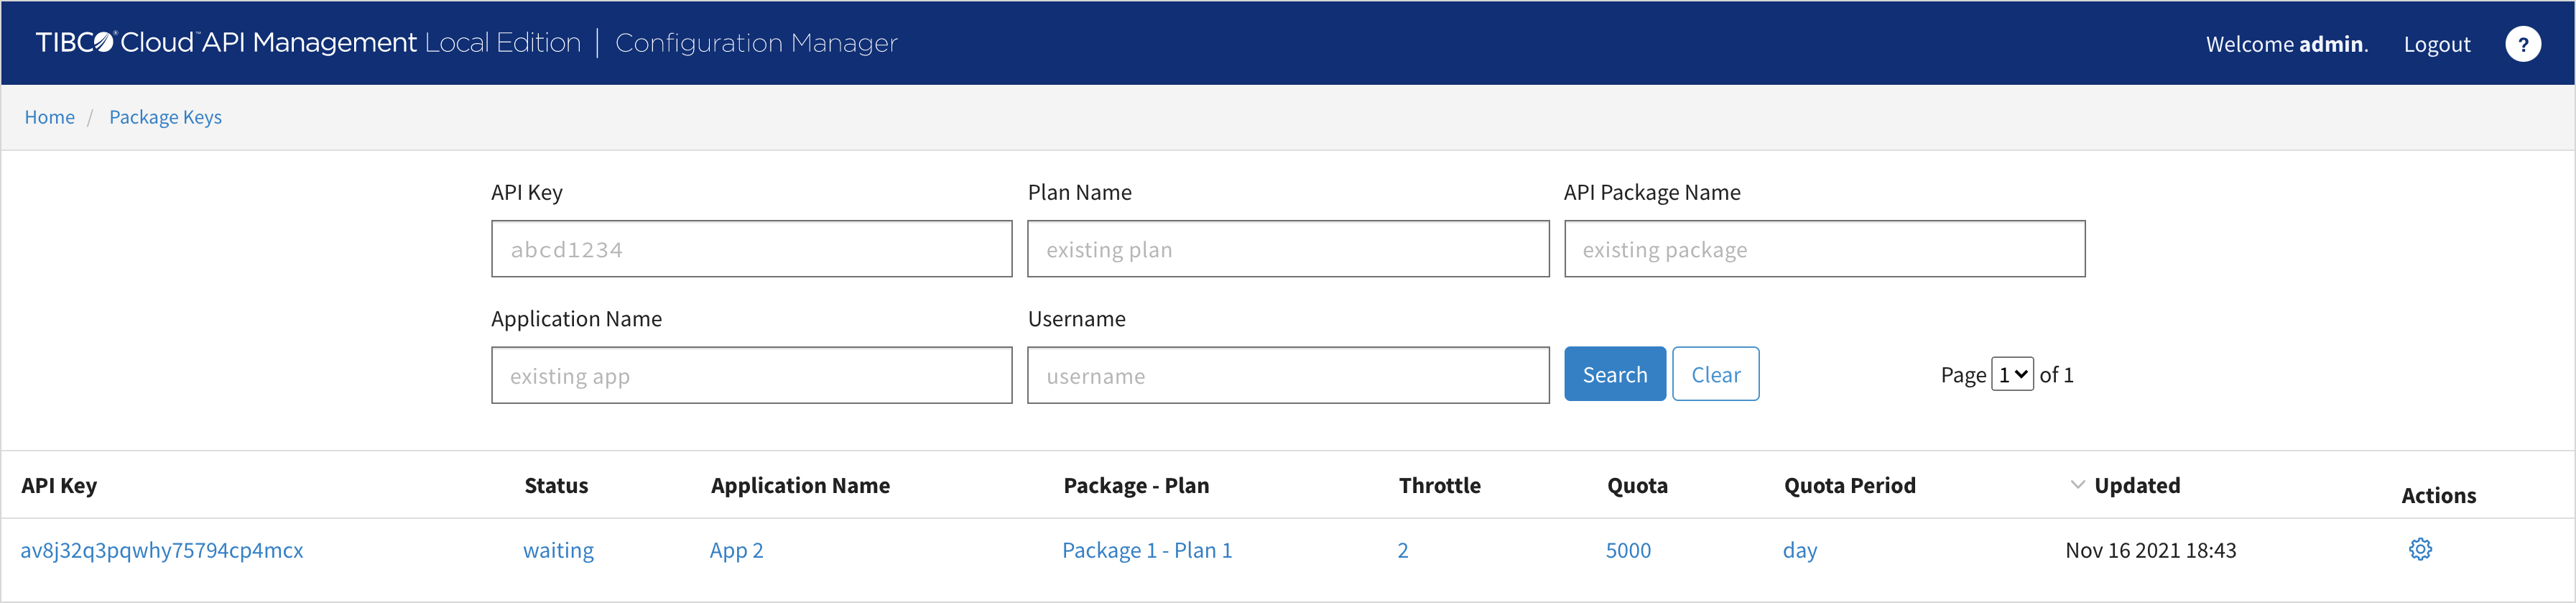 TIBCO® Cloud™ API Management Local Edition | Configuration Manager
Welcome admin. Logout ?
Home / Package Keys
API Key Plan Name API Package Name
abcd1234 existing plan existing package
Application Name Username
existing app username Search Clear Page 1 of 1
API Key Status Application Name Package - Plan Throttle Quota Quota Period Updated Actions
av8j32q3pqwhy75794cp4mcx waiting App 2 Package 1 - Plan 1 2 5000 day Nov 16 2021 18:43